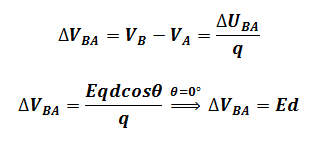 ΔV_BA = V_B − V_A = ΔU_BA / q
ΔV_BA = Eqdcosθ / q ⟹ θ=0° ΔV_BA = Ed